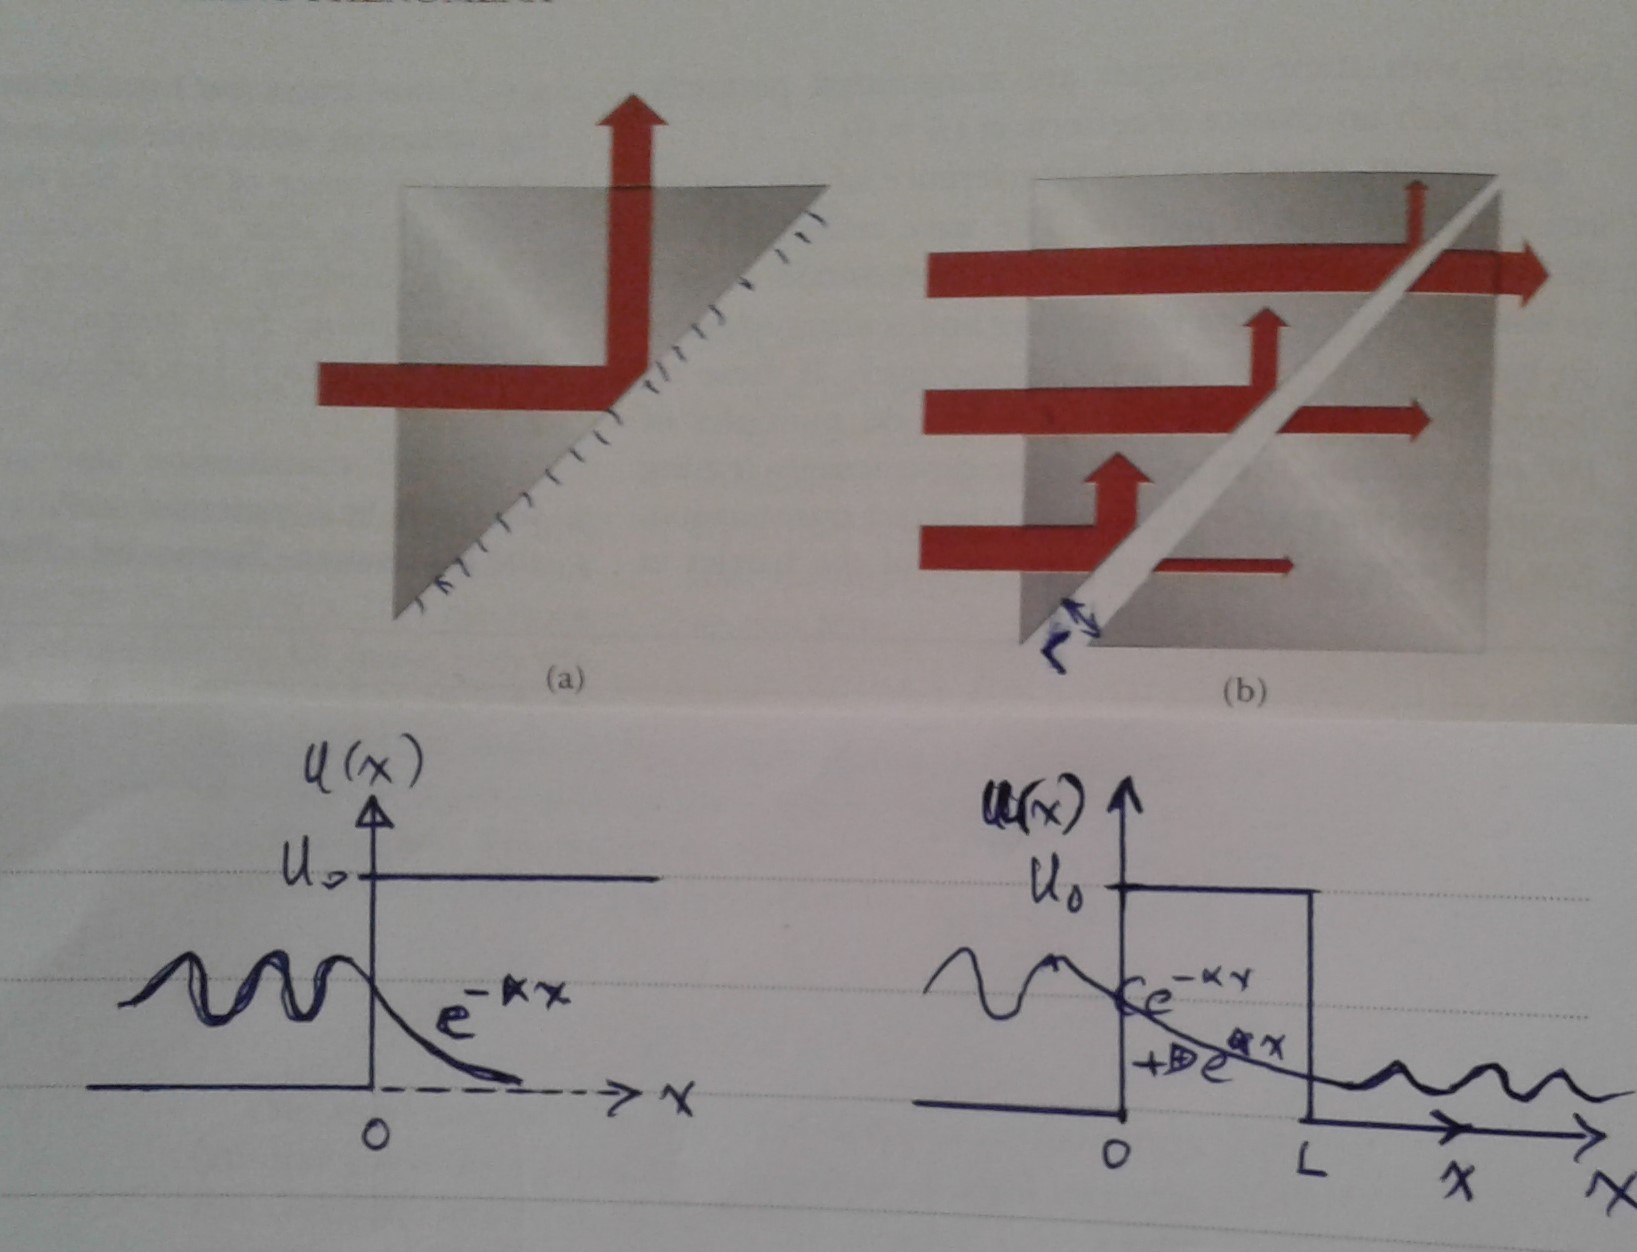 (a)
(b)
L
U(x)
U₀
e^{-αx}
x
0
U(x)
U₀
Ce^{-αx}
+De^{αx}
0
L
x
x